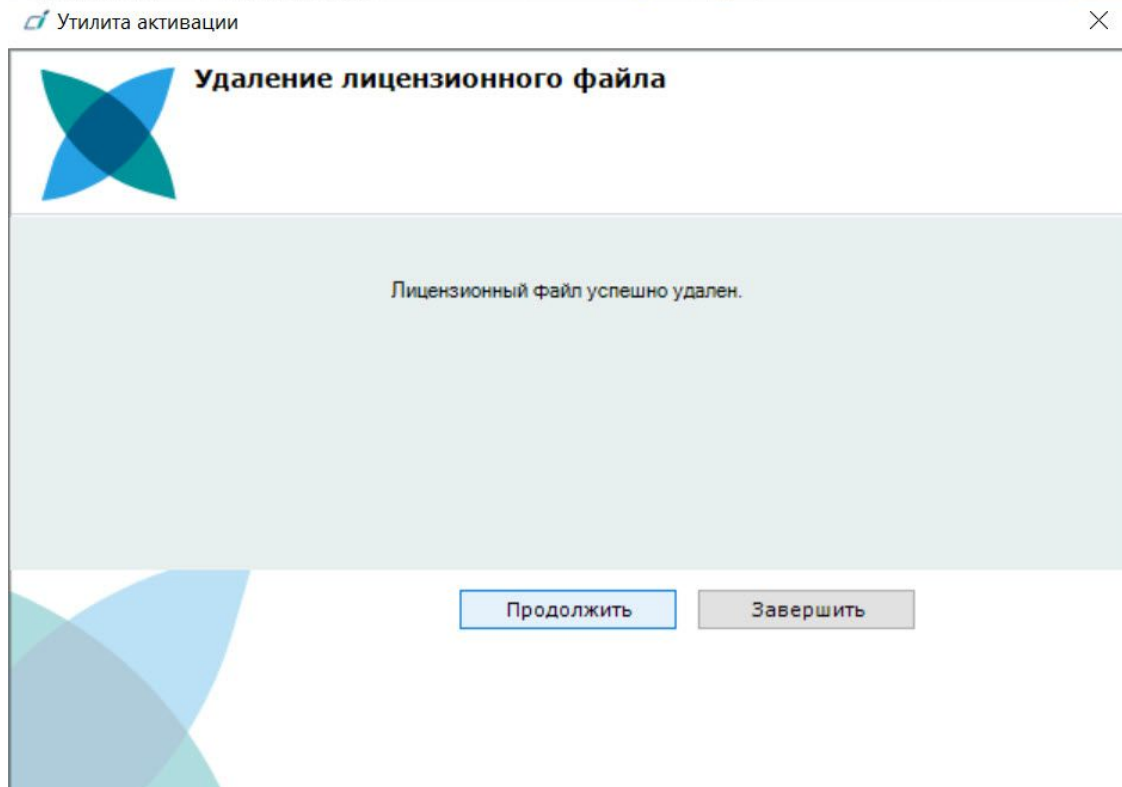 Утилита активации
Удаление лицензионного файла
Лицензионный файл успешно удален.
Продолжить
Завершить